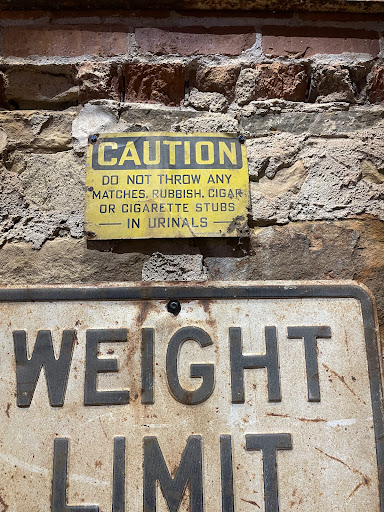 CAUTION
DO NOT THROW ANY
MATCHES, RUBBISH, CIGAR
OR CIGARETTE STUBS
IN URINALS
WEIGHT
LIMIT